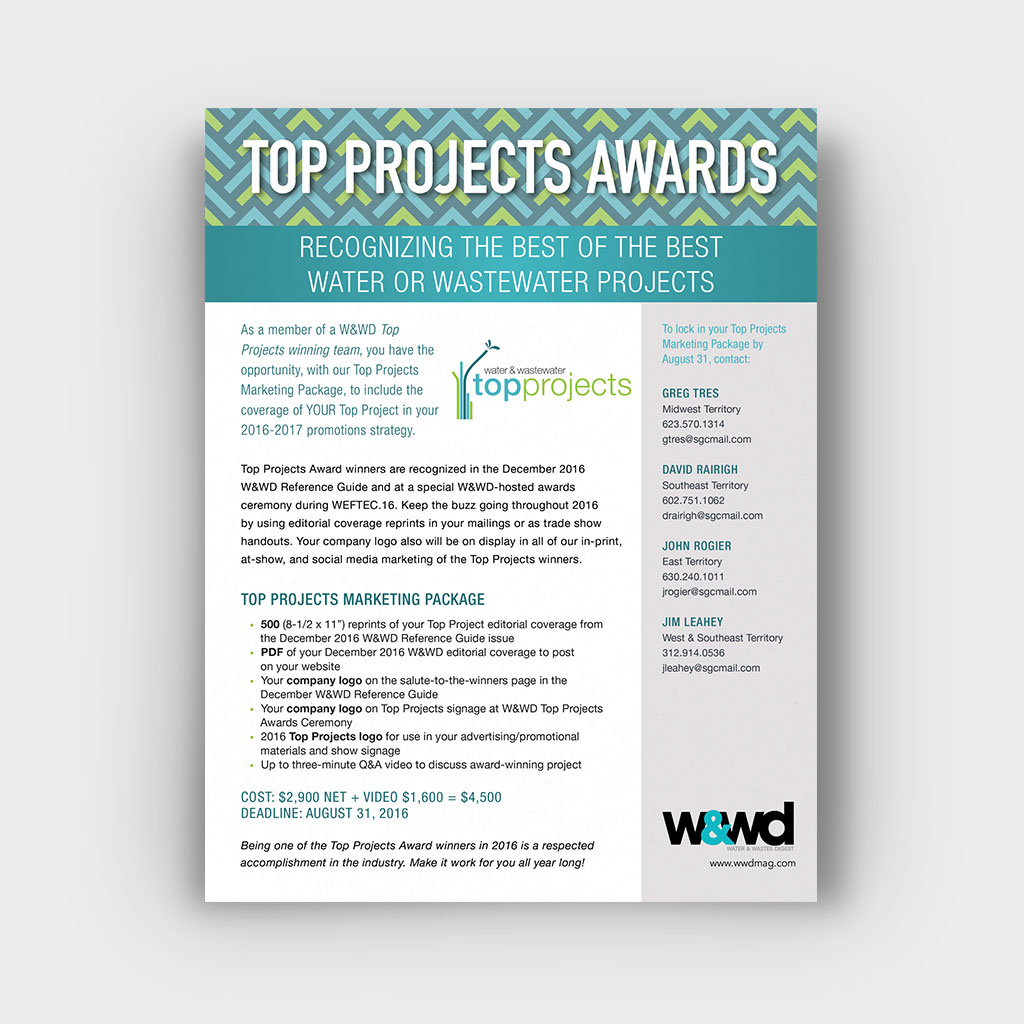 TOP PROJECTS AWARDS
RECOGNIZING THE BEST OF THE BEST
WATER OR WASTEWATER PROJECTS
As a member of a W&WD Top
Projects winning team, you have the
opportunity, with our Top Projects
Marketing Package, to include the
coverage of YOUR Top Project in your
2016-2017 promotions strategy.
water & wastewater
topprojects
Top Projects Award winners are recognized in the December 2016
W&WD Reference Guide and at a special W&WD-hosted awards
ceremony during WEFTEC.16. Keep the buzz going throughout 2016
by using editorial coverage reprints in your mailings or as trade show
handouts. Your company logo also will be on display in all of our in-print,
at-show, and social media marketing of the Top Projects winners.
TOP PROJECTS MARKETING PACKAGE
• 500 (8-1/2 x 11”) reprints of your Top Project editorial coverage from
the December 2016 W&WD Reference Guide issue
• PDF of your December 2016 W&WD editorial coverage to post
on your website
• Your company logo on the salute-to-the-winners page in the
December W&WD Reference Guide
• Your company logo on Top Projects signage at W&WD Top Projects
Awards Ceremony
• 2016 Top Projects logo for use in your advertising/promotional
materials and show signage
• Up to three-minute Q&A video to discuss award-winning project
COST: $2,900 NET + VIDEO $1,600 = $4,500
DEADLINE: AUGUST 31, 2016
Being one of the Top Projects Award winners in 2016 is a respected
accomplishment in the industry. Make it work for you all year long!
To lock in your Top Projects
Marketing Package by
August 31, contact:
GREG TRES
Midwest Territory
623.570.1314
gtres@sgcmail.com
DAVID RAIRIGH
Southeast Territory
602.751.1062
drairigh@sgcmail.com
JOHN ROGIER
East Territory
630.240.1011
jrogier@sgcmail.com
JIM LEAHEY
West & Southeast Territory
312.914.0536
jleahey@sgcmail.com
w&wd
WATER & WASTES DIGEST
www.wwdmag.com